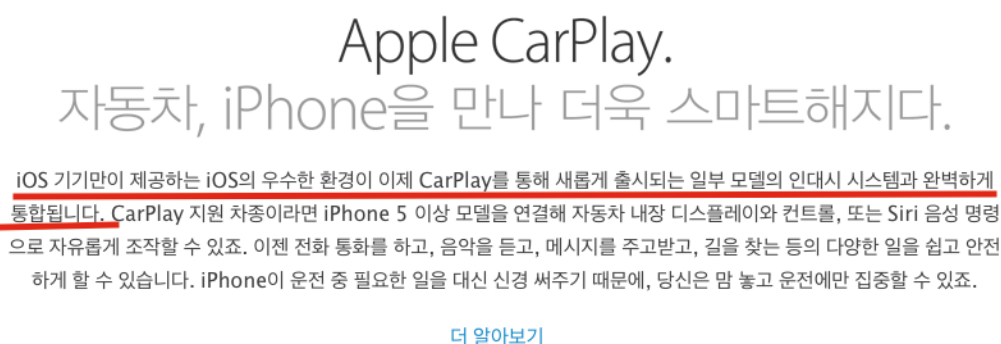 Apple CarPlay.
자동차, iPhone을 만나 더욱 스마트해지다.
iOS 기기만이 제공하는 iOS의 우수한 환경이 이제 CarPlay를 통해 새롭게 출시되는 일부 모델의 인대시 시스템과 완벽하게
통합됩니다. CarPlay 지원 차종이라면 iPhone 5 이상 모델을 연결해 자동차 내장 디스플레이와 컨트롤, 또는 Siri 음성 명령
으로 자유롭게 조작할 수 있죠. 이젠 전화 통화를 하고, 음악을 듣고, 메시지를 주고받고, 길을 찾는 등의 다양한 일을 쉽고 안전
하게 할 수 있습니다. iPhone이 운전 중 필요한 일을 대신 신경 써주기 때문에, 당신은 맘 놓고 운전에만 집중할 수 있죠.
더 알아보기